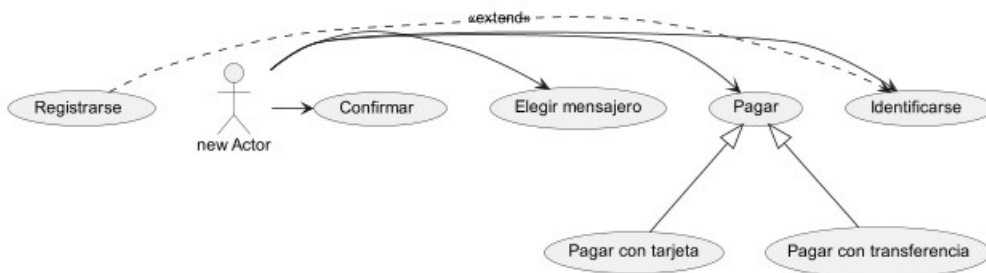 «extend»
Registrarse
Confirmar
Elegir mensajero
Pagar
Identificarse
new Actor
Pagar con tarjeta
Pagar con transferencia